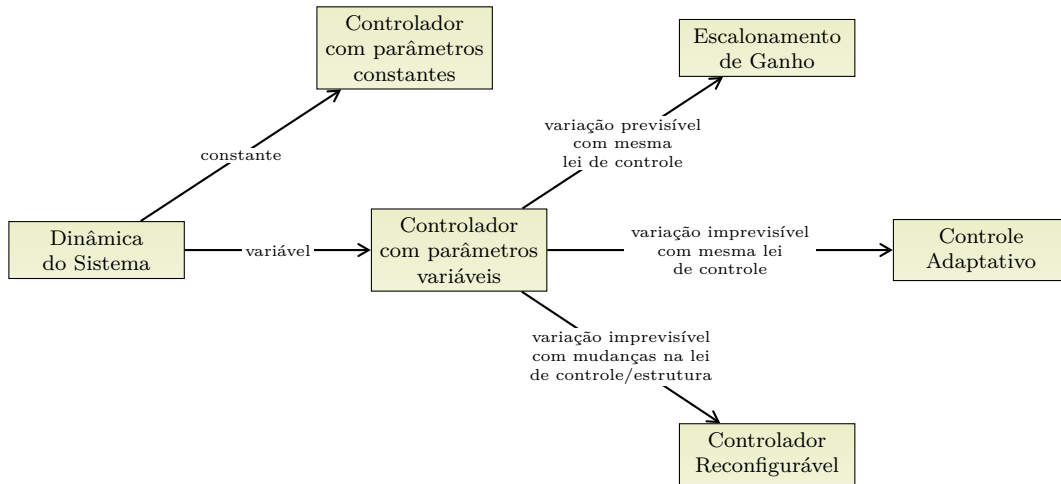 Controlador
com parâmetros
constantes
Escalonamento
de Ganho
variação previsível
com mesma
lei de controle
constante
Dinâmica
do Sistema
variável
Controlador
com parâmetros
variáveis
variação imprevisível
com mesma lei
de controle
Controle
Adaptativo
variação imprevisível
com mudanças na lei
de controle/estrutura
Controlador
Reconfigurável